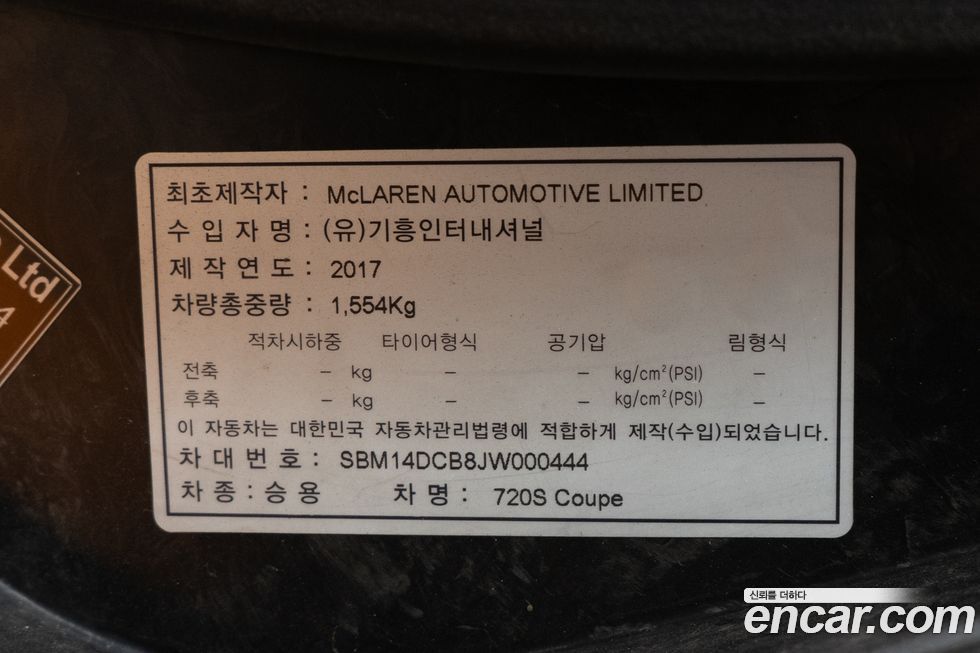 Ltd
4
최초제작자 : McLAREN AUTOMOTIVE LIMITED
수 입 자 명 : (유)기흥인터내셔널
제 작 연 도 : 2017
차량총중량 : 1,554Kg
적차시하중 타이어형식 공기압 림형식
전축 – kg – – kg/cm²(PSI) –
후축 – kg – – kg/cm²(PSI) –
이 자동차는 대한민국 자동차관리법령에 적합하게 제작(수입)되었습니다.
차 대 번 호 : SBM14DCB8JW000444
차 종 : 승 용 차 명 : 720S Coupe
신뢰를 더하다
encar.com